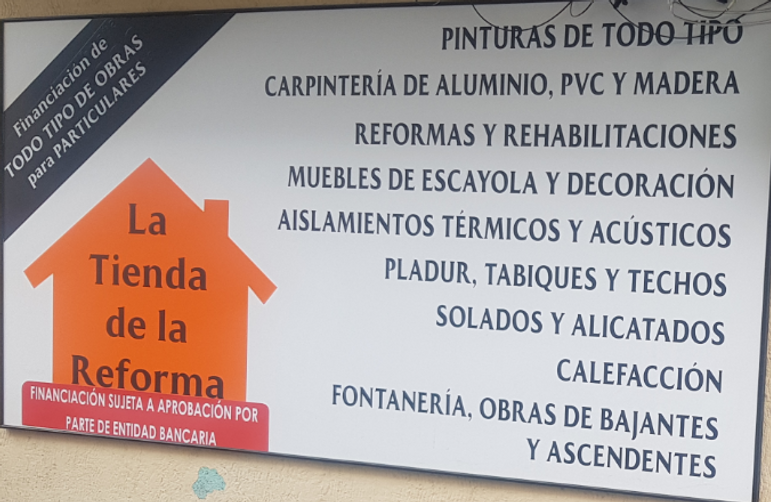 Financiación de
TODO TIPO DE OBRAS
para PARTICULARES
La
Tienda
de la
Reforma
FINANCIACIÓN SUJETA A APROBACIÓN POR
PARTE DE ENTIDAD BANCARIA
PINTURAS DE TODO TIPO
CARPINTERÍA DE ALUMINIO, PVC Y MADERA
REFORMAS Y REHABILITACIONES
MUEBLES DE ESCAYOLA Y DECORACIÓN
AISLAMIENTOS TÉRMICOS Y ACÚSTICOS
PLADUR, TABIQUES Y TECHOS
SOLADOS Y ALICATADOS
CALEFACCIÓN
FONTANERÍA, OBRAS DE BAJANTES
Y ASCENDENTES